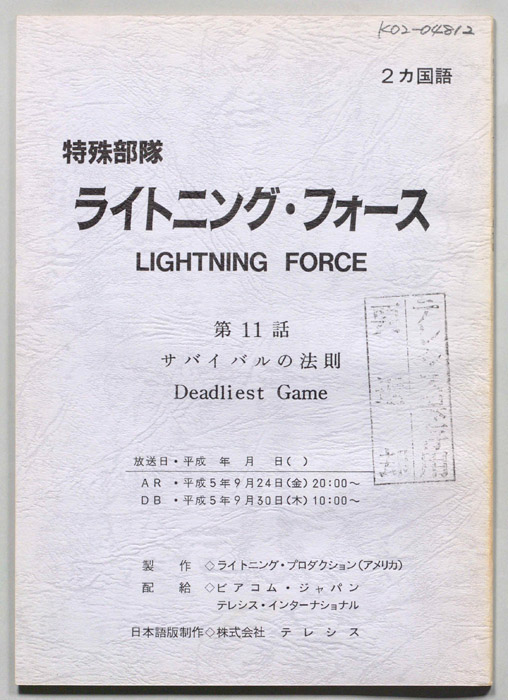 K02-04812
2カ国語
特殊部隊
ライトニング・フォース
LIGHTNING FORCE
第 11 話
サバイバルの法則
Deadliest Game
放送日・平成 年 月 日( )
AR ・平成5年9月24日(金) 20:00~
DB ・平成5年9月30日(木) 10:00~
製 作 ◇ライトニング・プロダクション(アメリカ)
配 給 ◇ビアコム・ジャパン
テレシス・インターナショナル
日本語版制作◇株式会社 テレシス